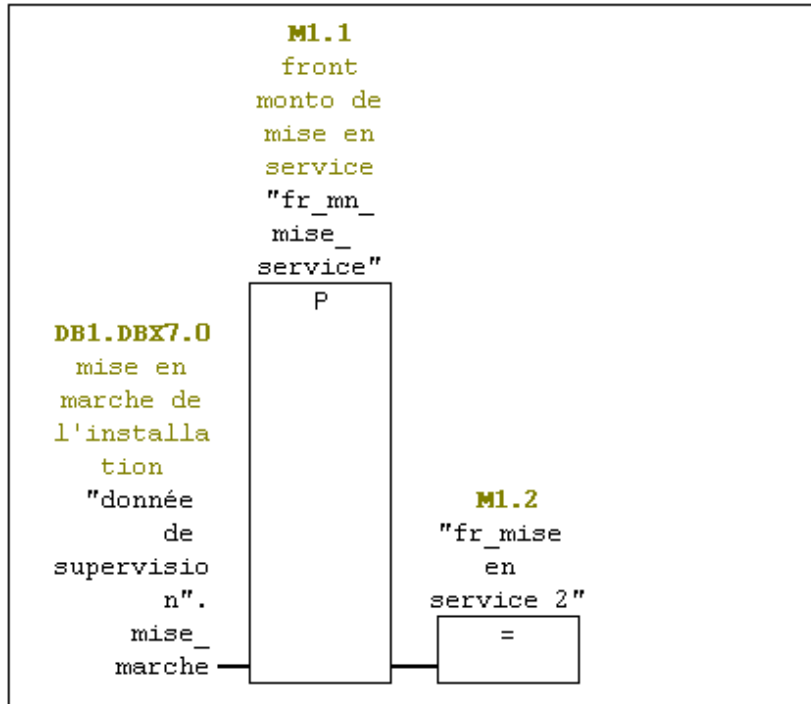 M1.1
front
monto de
mise en
service
"fr_mn_
mise_
service"
P
DB1.DBX7.0
mise en
marche de
l'installa
tion
"donnée
de
supervisio
n".
mise_
marche
M1.2
"fr_mise
en
service 2"
=